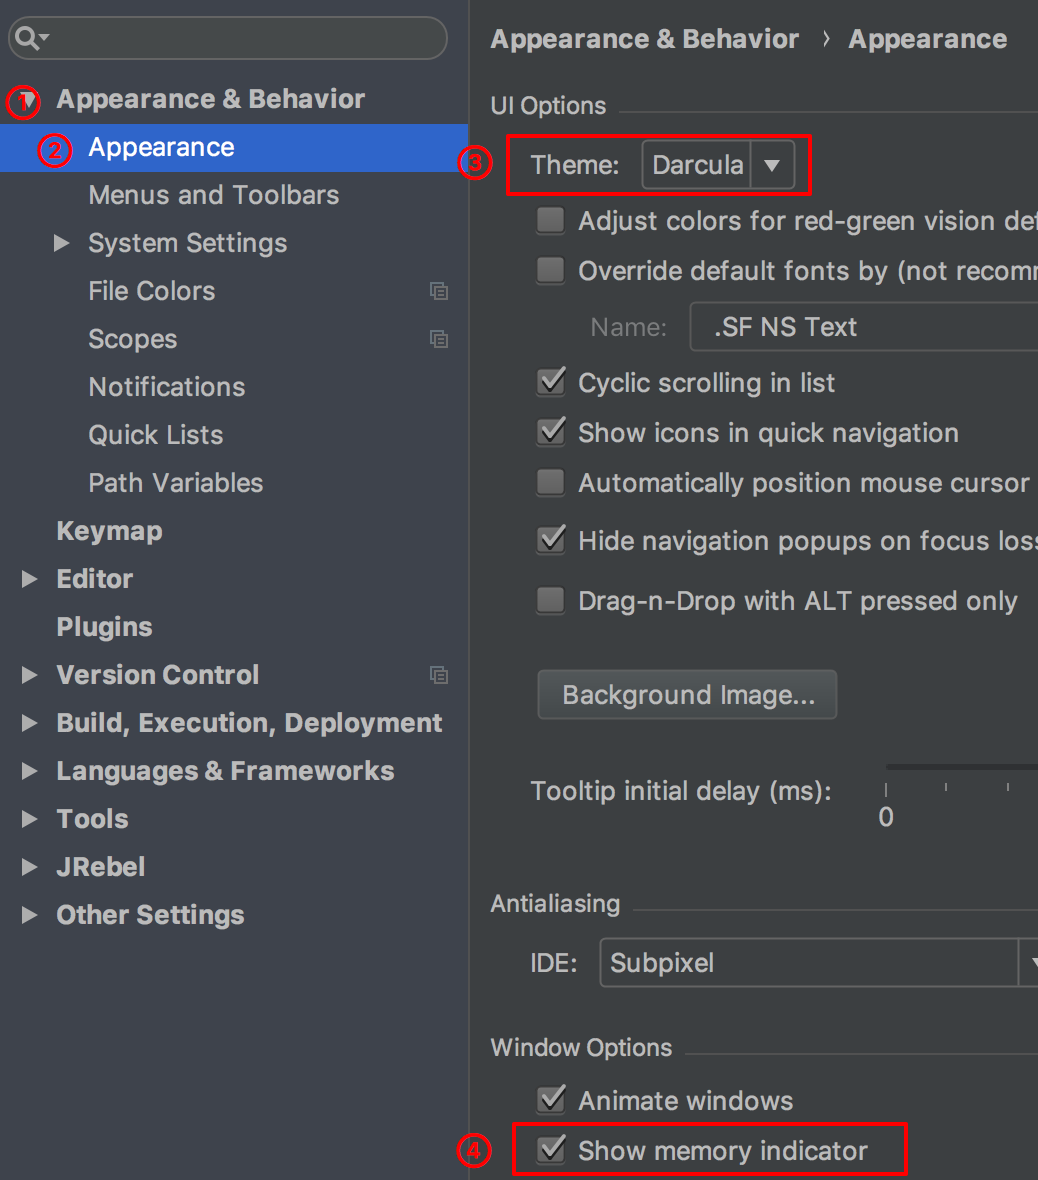 ① Appearance & Behavior
② Appearance
Menus and Toolbars
System Settings
File Colors
Scopes
Notifications
Quick Lists
Path Variables
Keymap
Editor
Plugins
Version Control
Build, Execution, Deployment
Languages & Frameworks
Tools
JRebel
Other Settings
Appearance & Behavior › Appearance
UI Options
③ Theme: Darcula
Adjust colors for red-green vision def
Override default fonts by (not recom
Name: .SF NS Text
Cyclic scrolling in list
Show icons in quick navigation
Automatically position mouse cursor
Hide navigation popups on focus loss
Drag-n-Drop with ALT pressed only
Background Image...
Tooltip initial delay (ms):
0
Antialiasing
IDE: Subpixel
Window Options
Animate windows
④ Show memory indicator